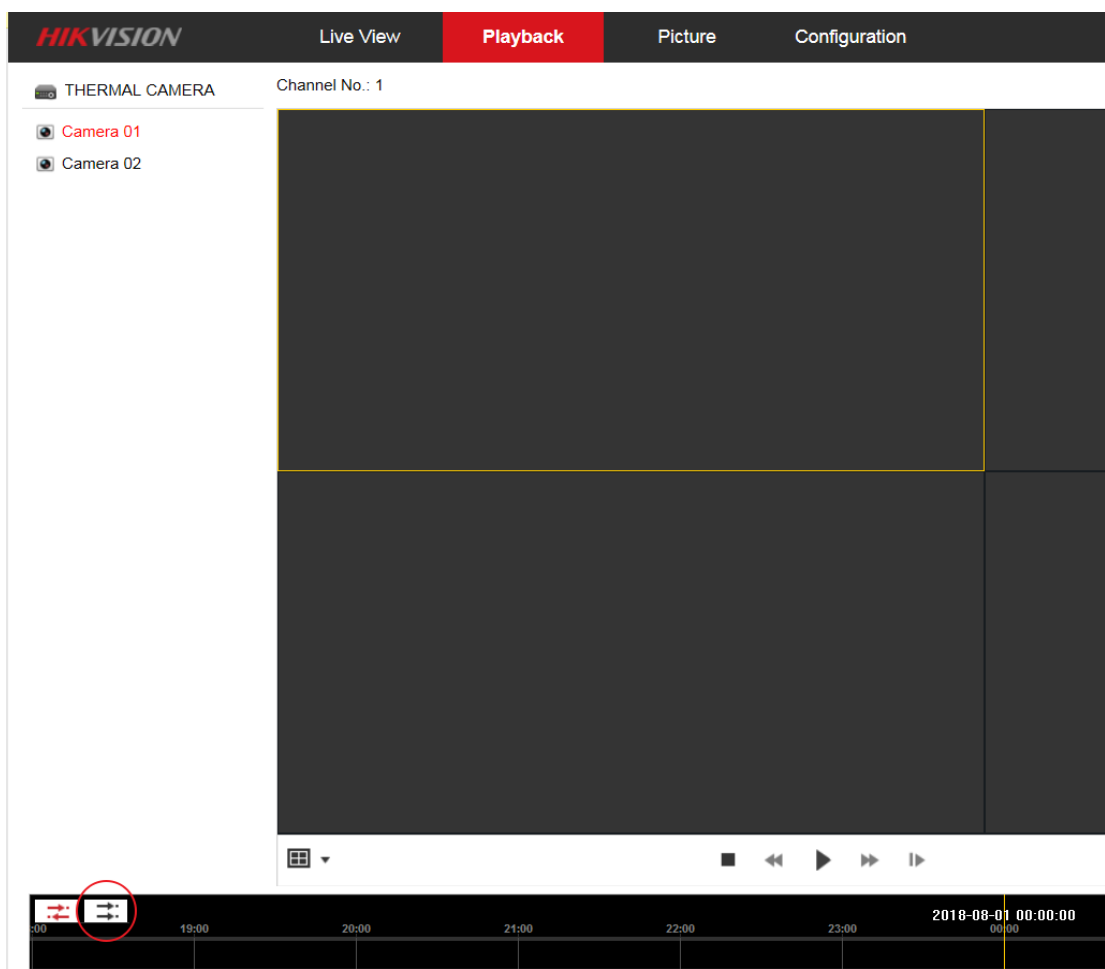 HIKVISION Live View Playback Picture Configuration
THERMAL CAMERA
Channel No.: 1
Camera 01
Camera 02
2018-08-01 00:00:00
:00 19:00 20:00 21:00 22:00 23:00 00:00